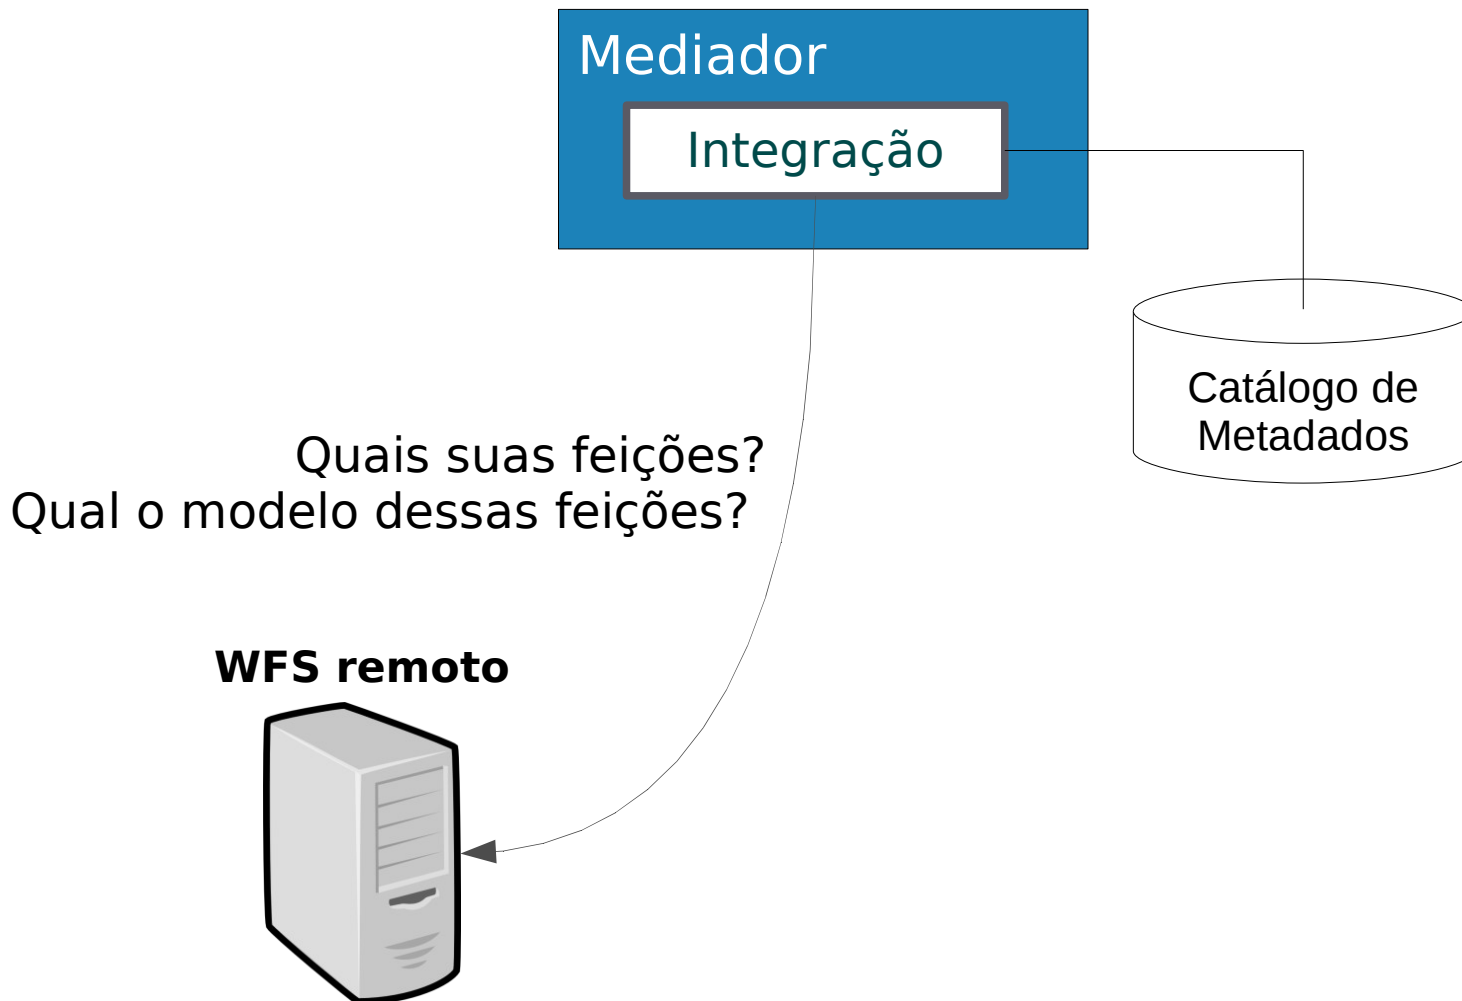 Mediador
Integração
Catálogo de
Metadados
Quais suas feições?
Qual o modelo dessas feições?
WFS remoto